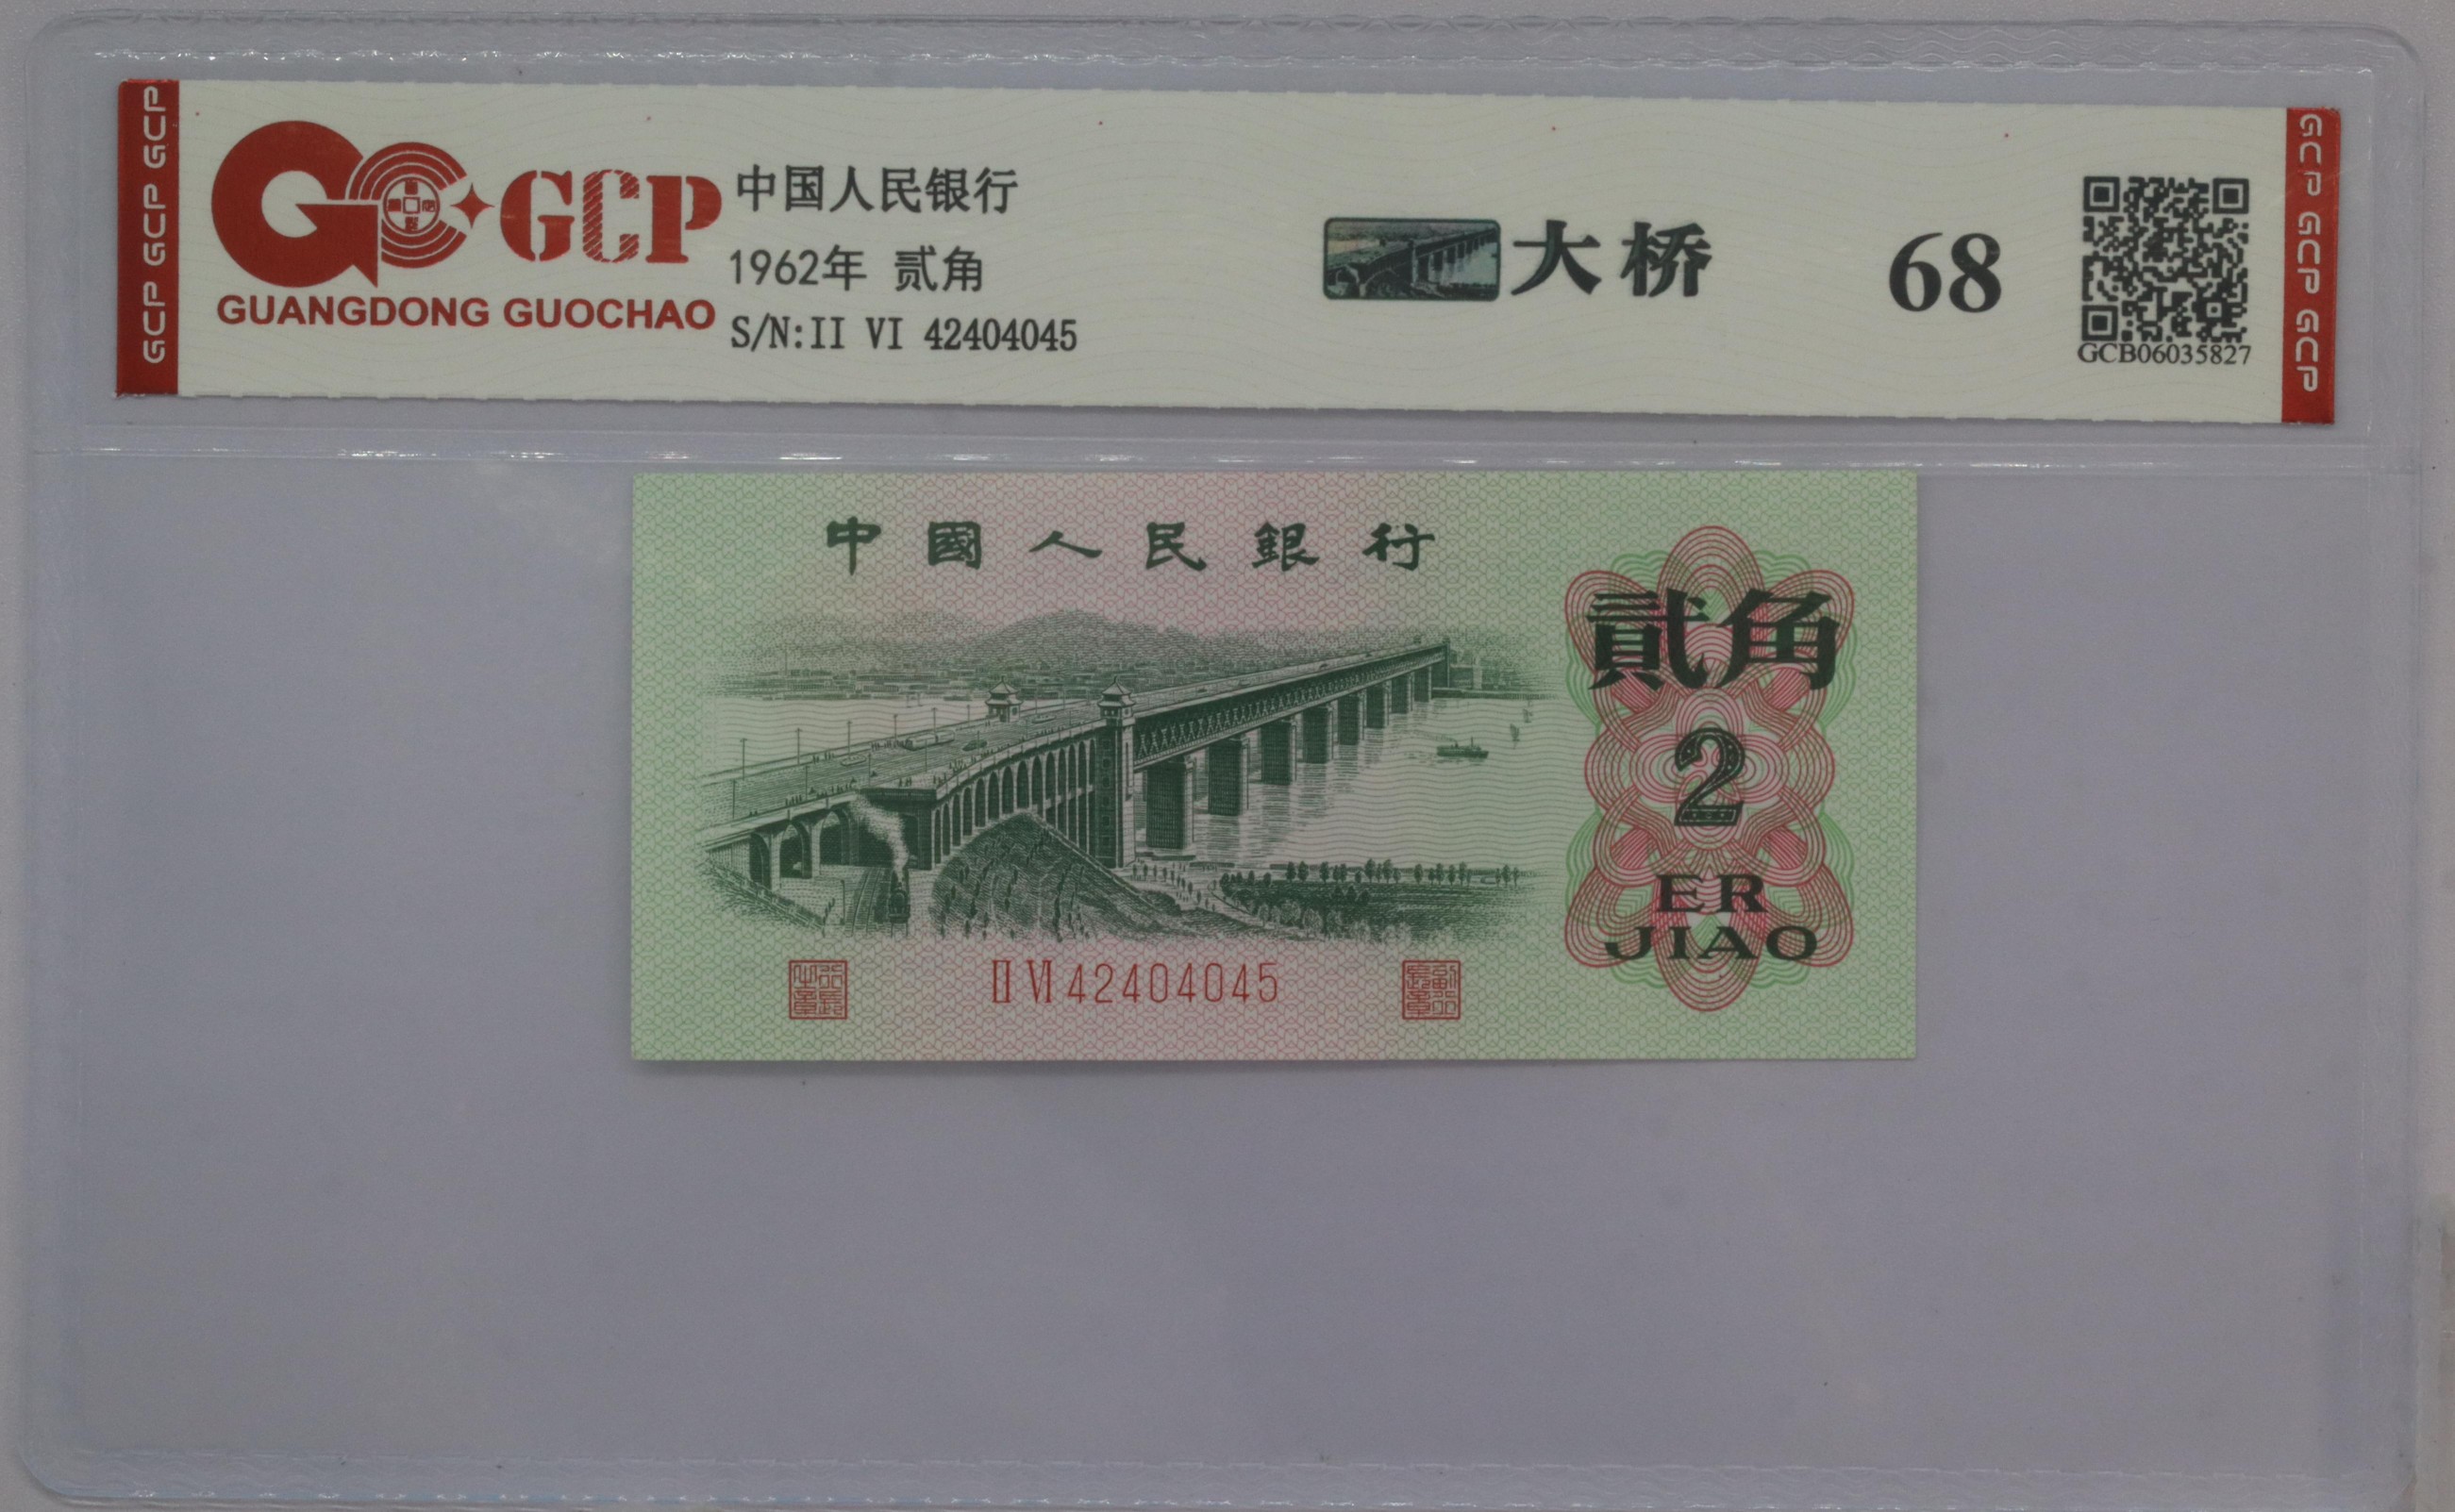 GCP GCP GCP
GCP
GUANGDONG GUOCHAO
中国人民银行
1962年 贰角
S/N:II VI 42404045
大桥
68
GCB06035827
GCP GCP GCP
中國人民銀行
貳角
2
ER
JIAO
ⅡⅥ42404045